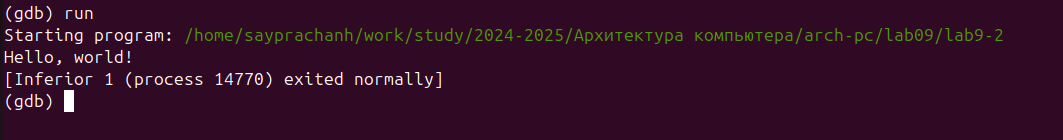 (gdb) run
Starting program: /home/sayprachanh/work/study/2024-2025/Архитектура компьютера/arch-pc/lab09/lab9-2
Hello, world!
[Inferior 1 (process 14770) exited normally]
(gdb)